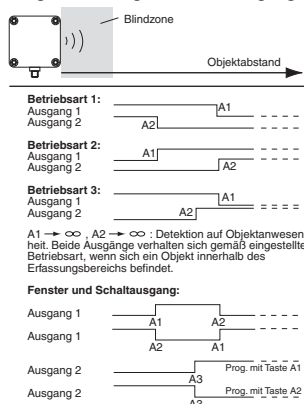 Blindzone
Objektabstand
Betriebsart 1:
Ausgang 1
A1
Ausgang 2
A2
Betriebsart 2:
Ausgang 1
A1
Ausgang 2
A2
Betriebsart 3:
Ausgang 1
A1
Ausgang 2
A2
A1 → ∞ , A2 → ∞ : Detektion auf Objektanwesen
heit. Beide Ausgänge verhalten sich gemäß eingestellte
Betriebsart, wenn sich ein Objekt innerhalb des
Erfassungsbereichs befindet.
Fenster und Schaltausgang:
Ausgang 1
A1 A2
Ausgang 1
A2 A1
Ausgang 2
A3
Prog. mit Taste A1
Ausgang 2
A3
Prog. mit Taste A2